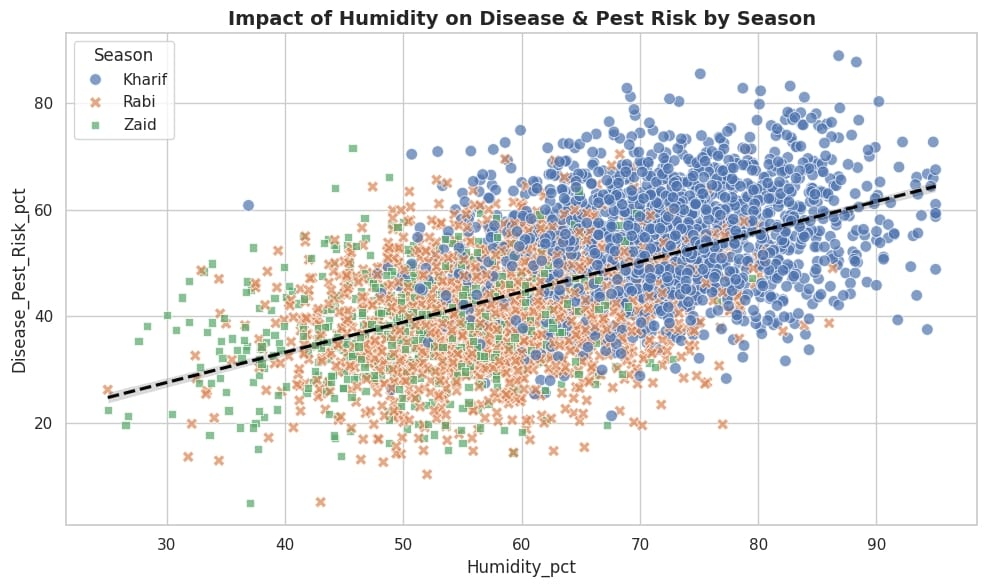 Impact of Humidity on Disease & Pest Risk by Season
Season
Kharif
Rabi
Zaid
Disease_Pest_Risk_pct
80
60
40
20
30 40 50 60 70 80 90
Humidity_pct